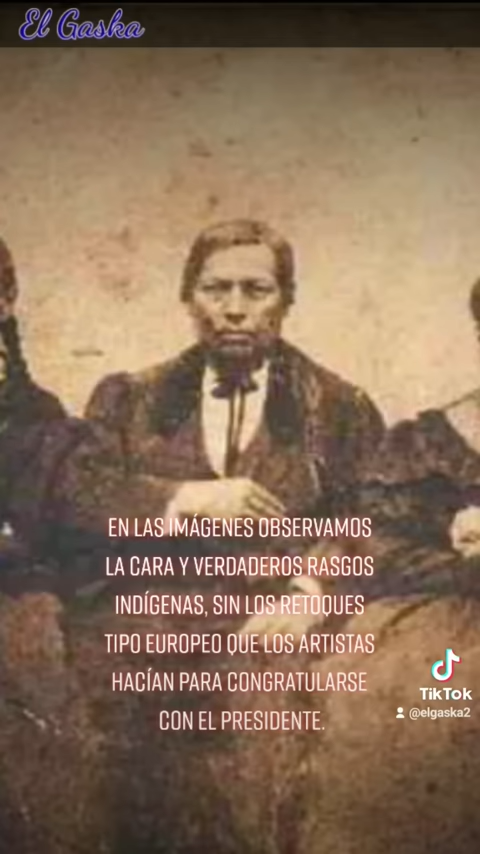 El Gaska
EN LAS IMÁGENES OBSERVAMOS
LA CARA Y VERDADEROS RASGOS
INDÍGENAS, SIN LOS RETOQUES
TIPO EUROPEO QUE LOS ARTISTAS
HACÍAN PARA CONGRATULARSE
CON EL PRESIDENTE.
TikTok
@elgaska2